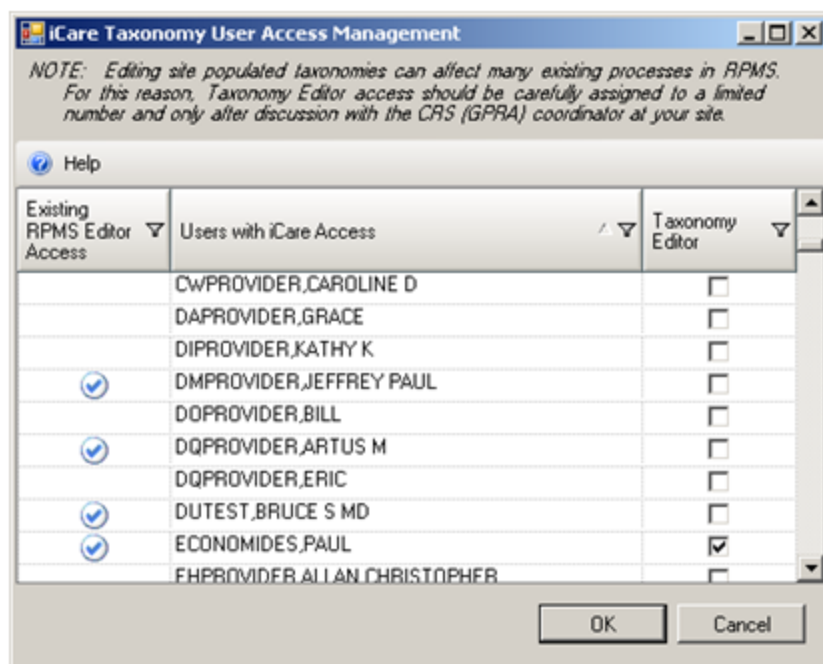 iCare Taxonomy User Access Management
NOTE: Editing site populated taxonomies can affect many existing processes in RPMS.
For this reason, Taxonomy Editor access should be carefully assigned to a limited
number and only after discussion with the CRS (GPRA) coordinator at your site.
Help
Existing
RPMS Editor
Access
Users with iCare Access
Taxonomy
Editor
CWPROVIDER,CAROLINE D
DAPROVIDER,GRACE
DIPROVIDER,KATHY K
DMPROVIDER,JEFFREY PAUL
DOPROVIDER,BILL
DQPROVIDER,ARTUS M
DQPROVIDER,ERIC
DUTEST,BRUCE S MD
ECONOMIDES,PAUL
EHPROVIDER,ALLAN CHRISTOPHER
OK
Cancel